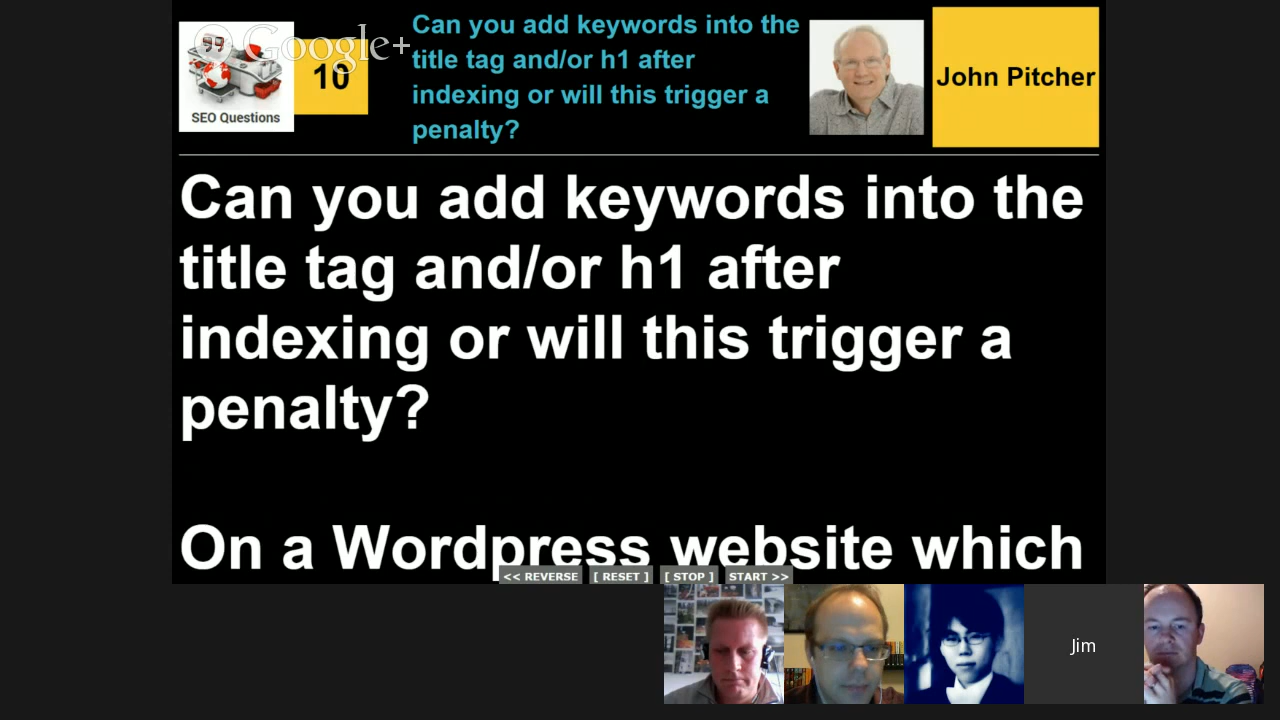 Google+
SEO Questions
10
Can you add keywords into the
title tag and/or h1 after
indexing or will this trigger a
penalty?
John Pitcher
Can you add keywords into the
title tag and/or h1 after
indexing or will this trigger a
penalty?
On a Wordpress website which
<< REVERSE
[ RESET ]
[ STOP ]
START >>
Jim